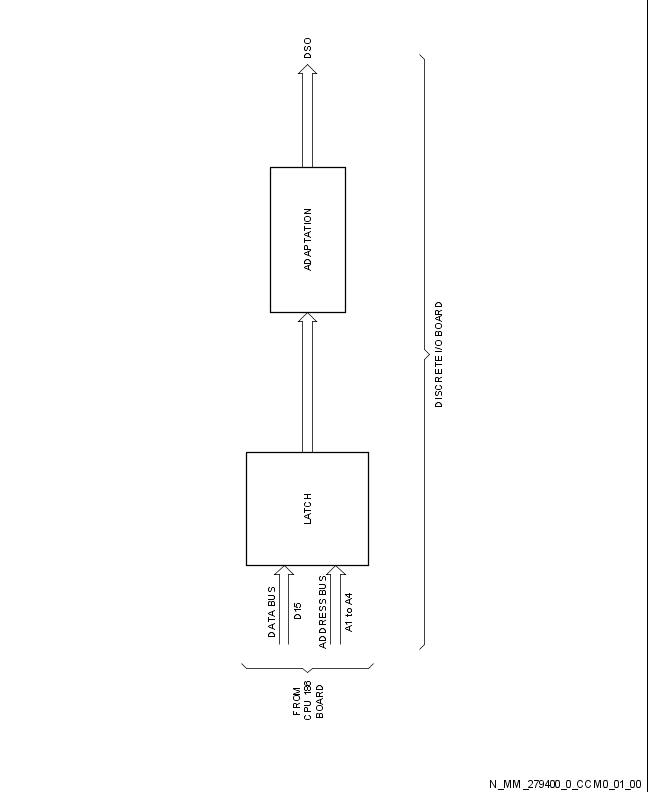 DSO
ADAPTATION
DISCRETE I/O BOARD
LATCH
DATA BUS
D15
ADDRESS BUS
A1 to A4
FROM
CPU 186
BOARD
N_MM_279400_0_CCM0_01_00